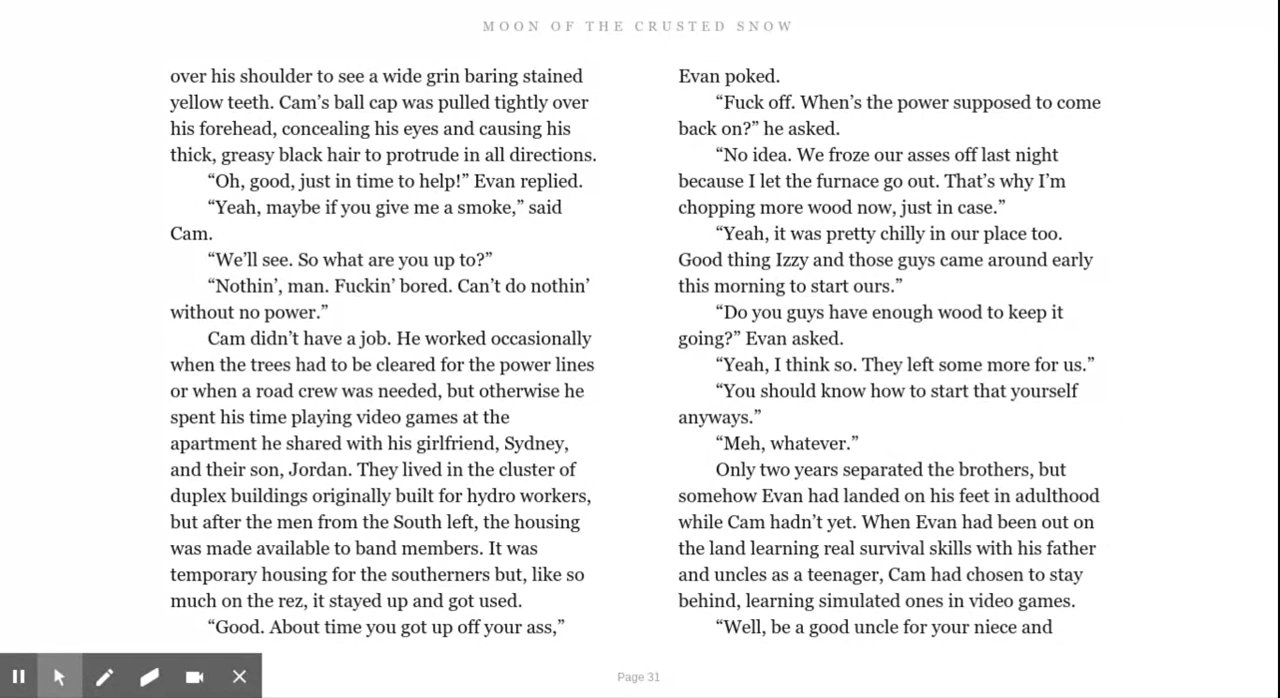 MOON OF THE CRUSTED SNOW
over his shoulder to see a wide grin baring stained
yellow teeth. Cam’s ball cap was pulled tightly over
his forehead, concealing his eyes and causing his
thick, greasy black hair to protrude in all directions.
“Oh, good, just in time to help!” Evan replied.
“Yeah, maybe if you give me a smoke,” said
Cam.
“We’ll see. So what are you up to?”
“Nothin’, man. Fuckin’ bored. Can’t do nothin’
without no power.”
Cam didn’t have a job. He worked occasionally
when the trees had to be cleared for the power lines
or when a road crew was needed, but otherwise he
spent his time playing video games at the
apartment he shared with his girlfriend, Sydney,
and their son, Jordan. They lived in the cluster of
duplex buildings originally built for hydro workers,
but after the men from the South left, the housing
was made available to band members. It was
temporary housing for the southerners but, like so
much on the rez, it stayed up and got used.
“Good. About time you got up off your ass,”
Evan poked.
“Fuck off. When’s the power supposed to come
back on?” he asked.
“No idea. We froze our asses off last night
because I let the furnace go out. That’s why I’m
chopping more wood now, just in case.”
“Yeah, it was pretty chilly in our place too.
Good thing Izzy and those guys came around early
this morning to start ours.”
“Do you guys have enough wood to keep it
going?” Evan asked.
“Yeah, I think so. They left some more for us.”
“You should know how to start that yourself
anyways.”
“Meh, whatever.”
Only two years separated the brothers, but
somehow Evan had landed on his feet in adulthood
while Cam hadn’t yet. When Evan had been out on
the land learning real survival skills with his father
and uncles as a teenager, Cam had chosen to stay
behind, learning simulated ones in video games.
“Well, be a good uncle for your niece and
Page 31